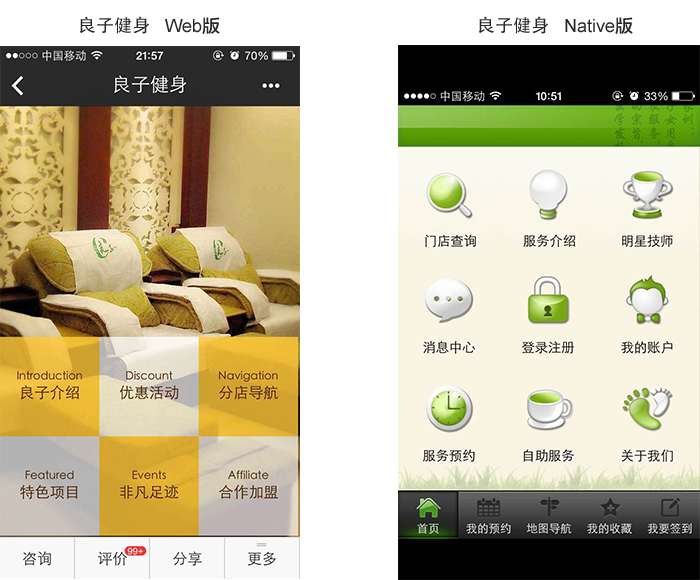 良子健身 Web版
良子健身 Native版
中国移动 21:57 70%
良子健身
Introduction
良子介绍
Discount
优惠活动
Navigation
分店导航
Featured
特色项目
Events
非凡足迹
Affiliate
合作加盟
咨询 评价 99+ 分享 更多
中国移动 10:51 33%
门店查询 服务介绍 明星技师
消息中心 登录注册 我的账户
服务预约 自助服务 关于我们
首页 我的预约 地图导航 我的收藏 我要签到